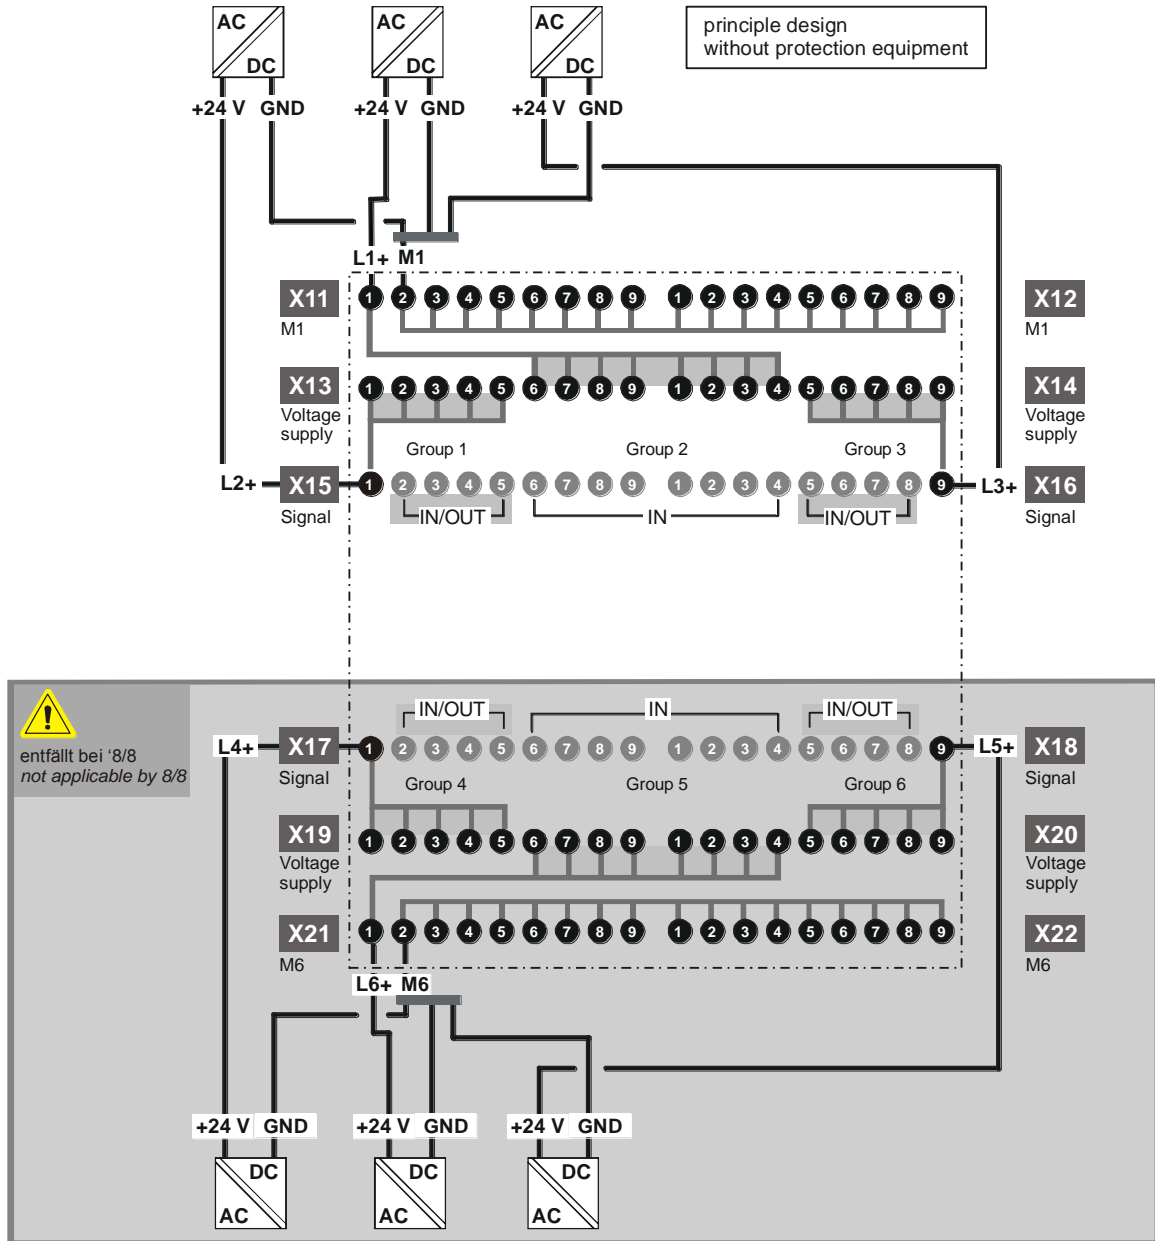 AC AC AC principle design
DC DC DC without protection equipment
+24 V GND +24 V GND +24 V GND
L1+ M1
X11 1 2 3 4 5 6 7 8 9 1 2 3 4 5 6 7 8 9 X12
M1 M1
X13 1 2 3 4 5 6 7 8 9 1 2 3 4 5 6 7 8 9 X14
Voltage Voltage
supply supply
Group 1 Group 2 Group 3
L2+ X15 1 2 3 4 5 6 7 8 9 1 2 3 4 5 6 7 8 9 L3+ X16
Signal IN/OUT IN IN/OUT Signal
IN/OUT IN IN/OUT
entfällt bei ‘8/8
not applicable by 8/8
L4+ X17 1 2 3 4 5 6 7 8 9 1 2 3 4 5 6 7 8 9 L5+ X18
Signal Group 4 Group 5 Group 6 Signal
X19 1 2 3 4 5 6 7 8 9 1 2 3 4 5 6 7 8 9 X20
Voltage Voltage
supply supply
X21 1 2 3 4 5 6 7 8 9 1 2 3 4 5 6 7 8 9 X22
M6 M6
L6+ M6
+24 V GND +24 V GND +24 V GND
DC DC DC
AC AC AC